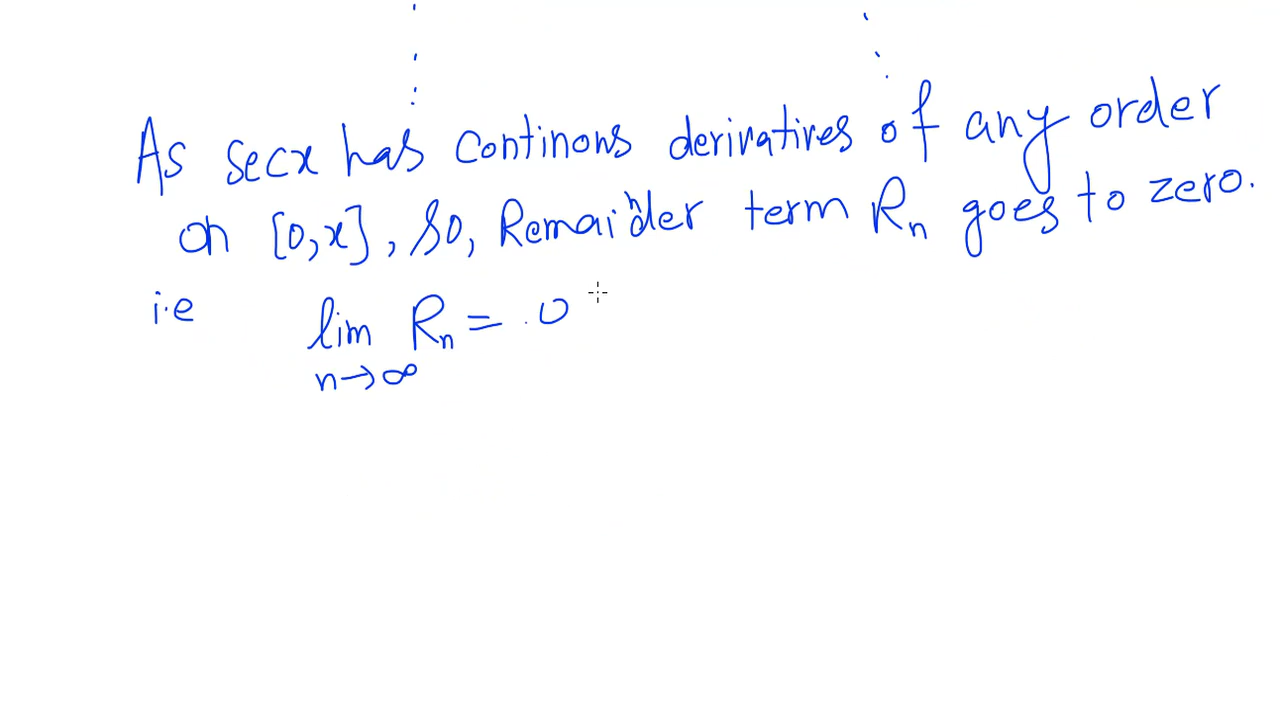 As secx has continous derivatives of any order
on [0,x], so, Remainder term Rn goes to zero.
i.e lim Rn = 0
n→∞